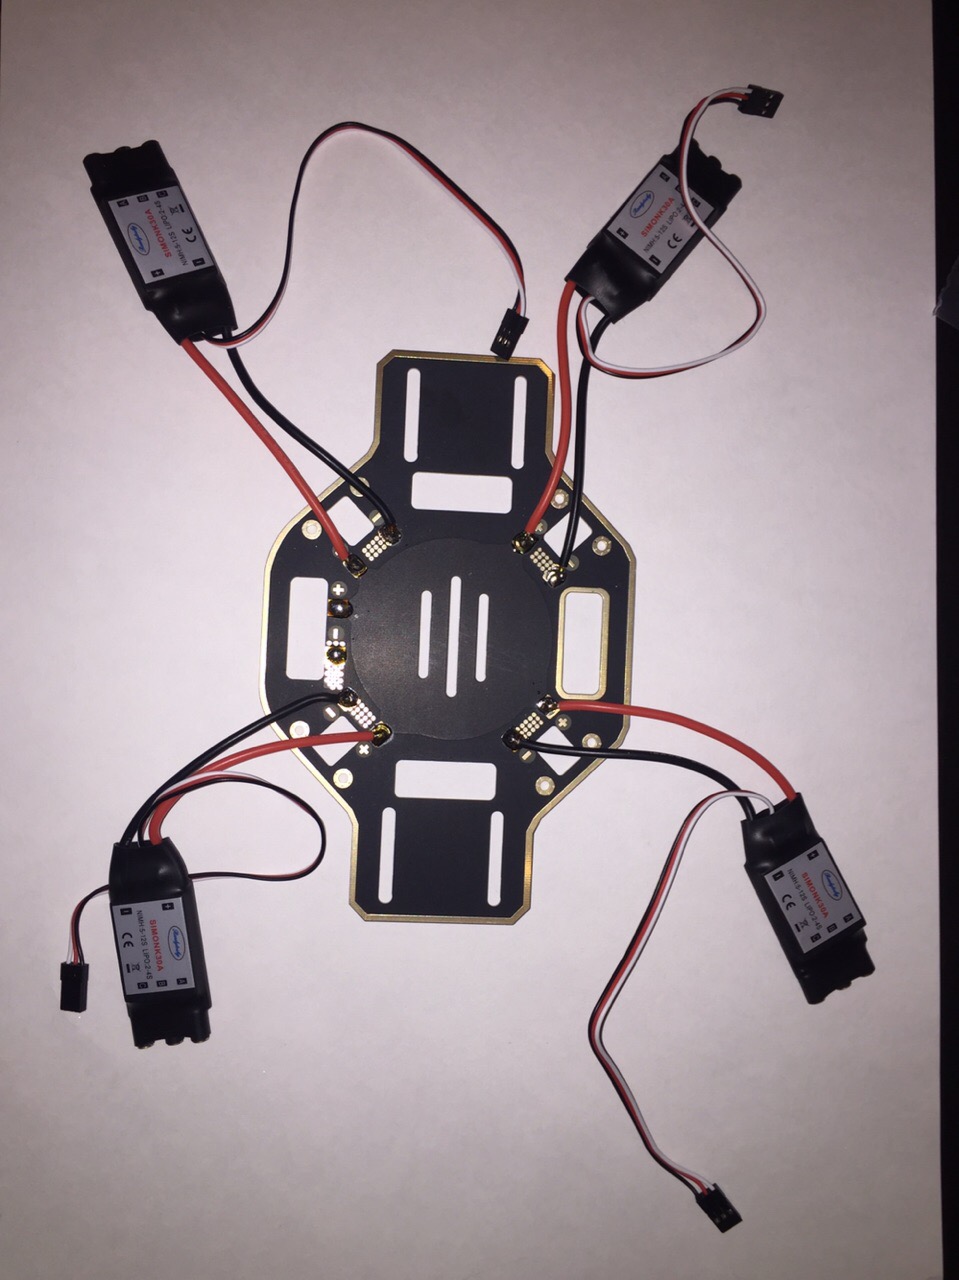 SIMONK30A
NIMH:5-12S LIPO:2-4S
CE
A
B
C
+
-
SIMONK30A
NIMH:5-12S LIPO:2-4S
CE
+
-
SIMONK30A
NIMH:5-12S LIPO:2-4S
CE
A
B
C
+
-
SIMONK30A
NIMH:5-12S LIPO:2-4S
CE
A
B
C
+
-
+
-
+
-
+
-
+
-
+
-